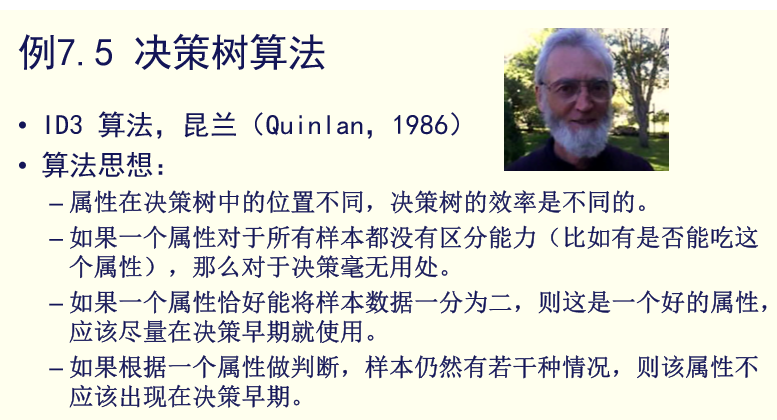 例7.5 决策树算法
• ID3 算法，昆兰（Quinlan，1986）
• 算法思想：
– 属性在决策树中的位置不同，决策树的效率是不同的。
– 如果一个属性对于所有样本都没有区分能力（比如有是否能吃这
个属性），那么对于决策毫无用处。
– 如果一个属性恰好能将样本数据一分为二，则这是一个好的属性，
应该尽量在决策早期就使用。
– 如果根据一个属性做判断，样本仍然有若干种情况，则该属性不
应该出现在决策早期。